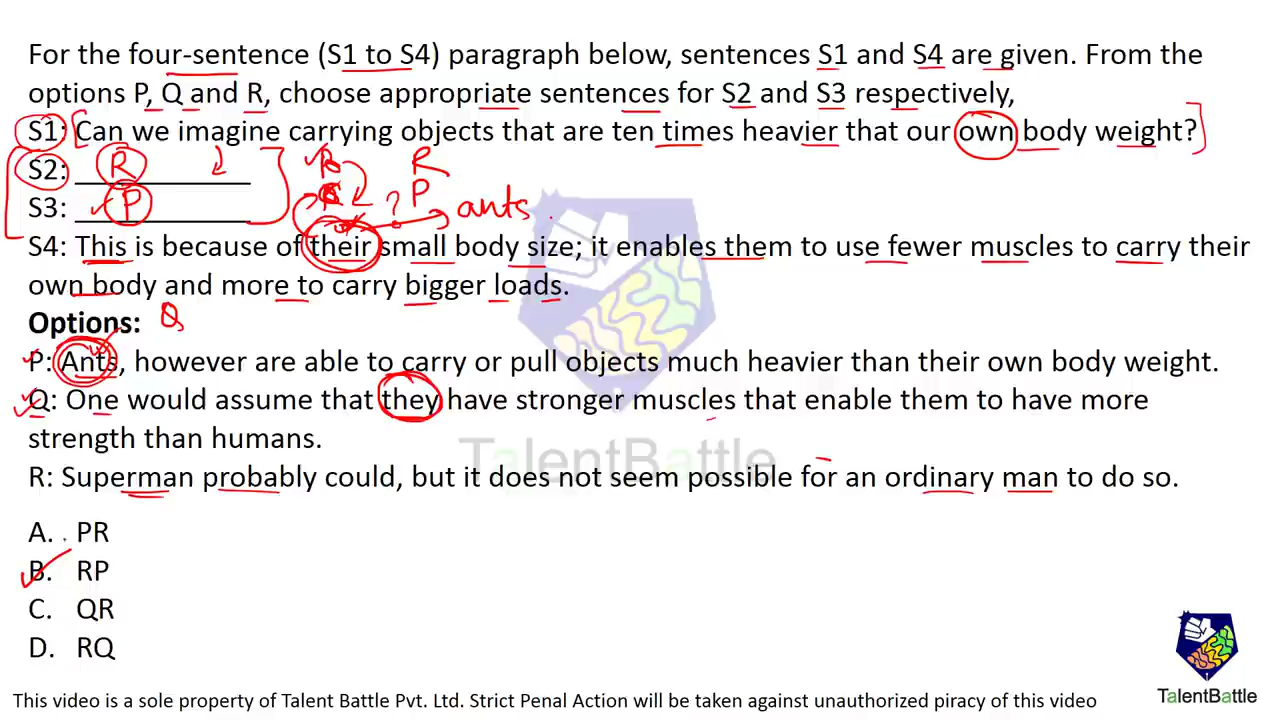 For the four-sentence (S1 to S4) paragraph below, sentences S1 and S4 are given. From the
options P, Q and R, choose appropriate sentences for S2 and S3 respectively,
S1: Can we imagine carrying objects that are ten times heavier that our own body weight?
S2: R
S3: P
R
P
?
ants.
S4: This is because of their small body size; it enables them to use fewer muscles to carry their
own body and more to carry bigger loads.
Options: Q
P: Ants, however are able to carry or pull objects much heavier than their own body weight.
Q: One would assume that they have stronger muscles that enable them to have more
strength than humans.
TalentBattle
R: Superman probably could, but it does not seem possible for an ordinary man to do so.
A. PR
B. RP
C. QR
D. RQ
TalentBattle
This video is a sole property of Talent Battle Pvt. Ltd. Strict Penal Action will be taken against unauthorized piracy of this video